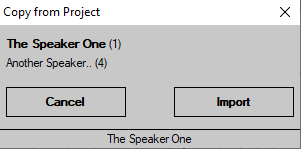 Copy from Project
The Speaker One (1)
Another Speaker.. (4)
Cancel Import
The Speaker One